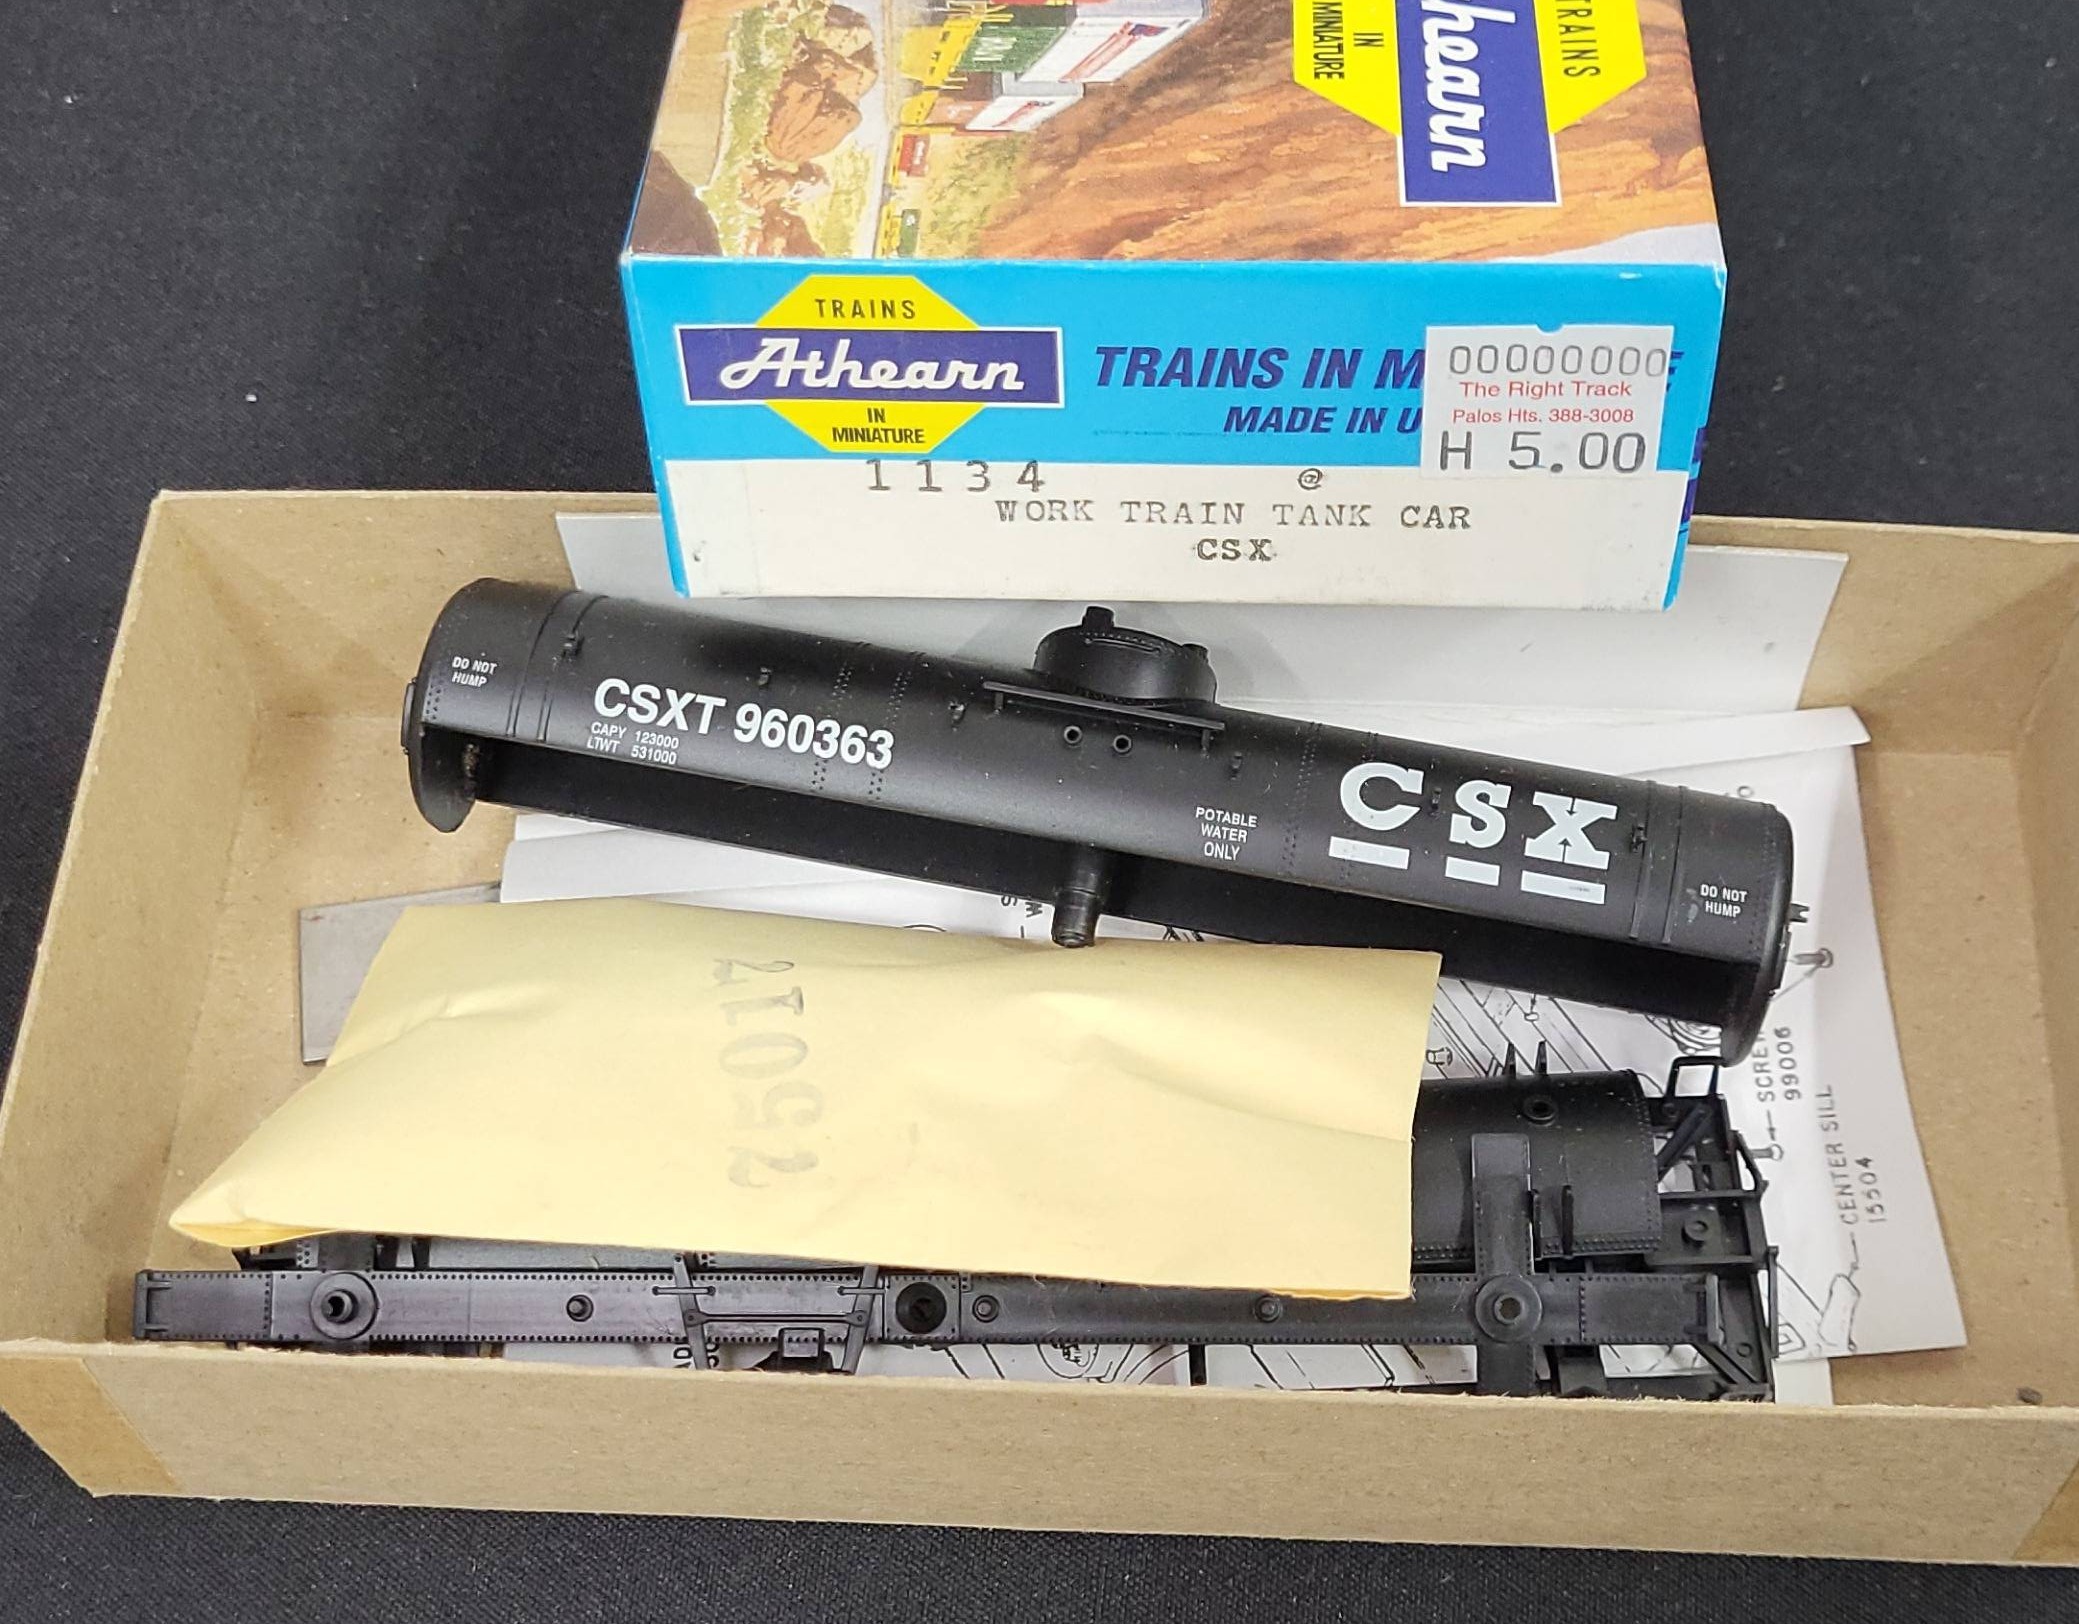 TRAINS
Athearn
IN
MINIATURE
TRAINS
Athearn
IN
MINIATURE
TRAINS IN M
MADE IN U
00000000
The Right Track
Palos Hts. 388-3008
H 5.00
1134 @
WORK TRAIN TANK CAR
CSX
DO NOT
HUMP
CSXT 960363
CAPY 123000
LTWT 531000
POTABLE
WATER
ONLY
CSX
DO NOT
HUMP
21052
99006
CENTER SILL
15504